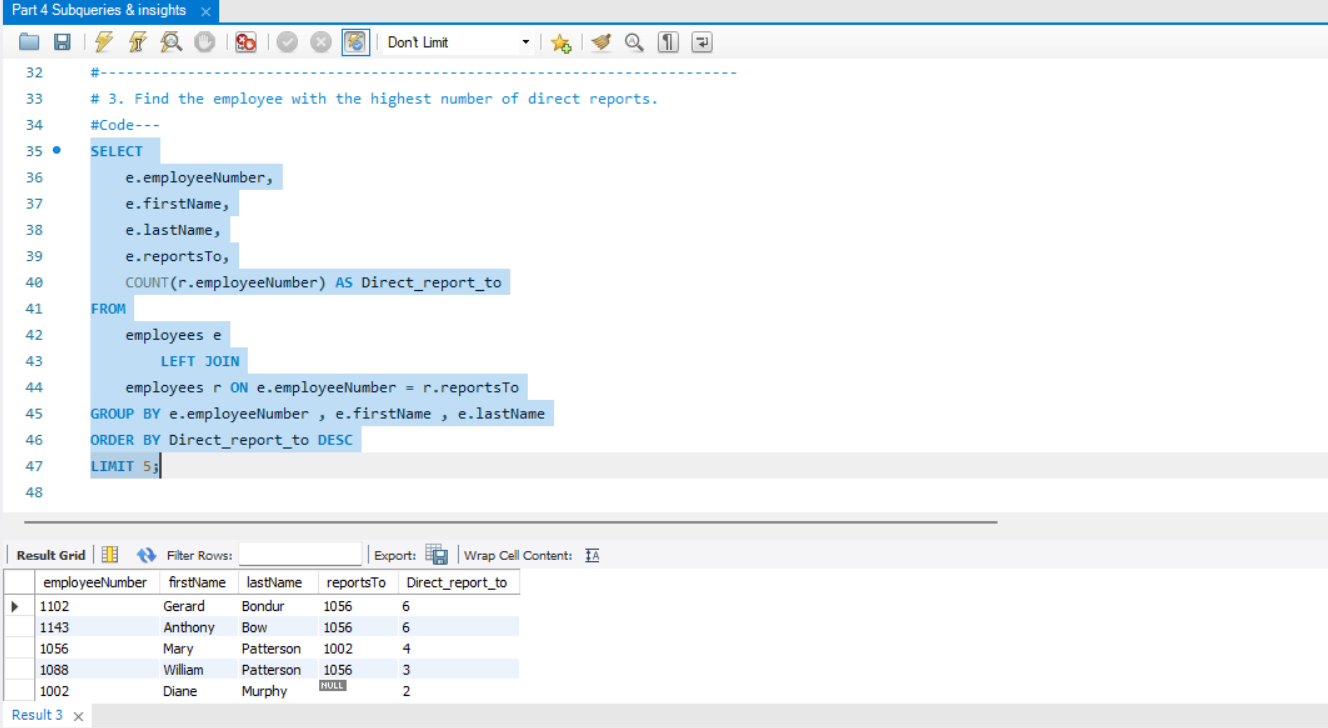 Part 4 Subqueries & insights
Don't Limit
32 #-------------------------------------------------------------------------
33 # 3. Find the employee with the highest number of direct reports.
34 #Code---
35 SELECT
36 e.employeeNumber,
37 e.firstName,
38 e.lastName,
39 e.reportsTo,
40 COUNT(r.employeeNumber) AS Direct_report_to
41 FROM
42 employees e
43 LEFT JOIN
44 employees r ON e.employeeNumber = r.reportsTo
45 GROUP BY e.employeeNumber , e.firstName , e.lastName
46 ORDER BY Direct_report_to DESC
47 LIMIT 5;
48
Result Grid Filter Rows: Export: Wrap Cell Content:
employeeNumber firstName lastName reportsTo Direct_report_to
1102 Gerard Bondur 1056 6
1143 Anthony Bow 1056 6
1056 Mary Patterson 1002 4
1088 William Patterson 1056 3
1002 Diane Murphy NULL 2
Result 3